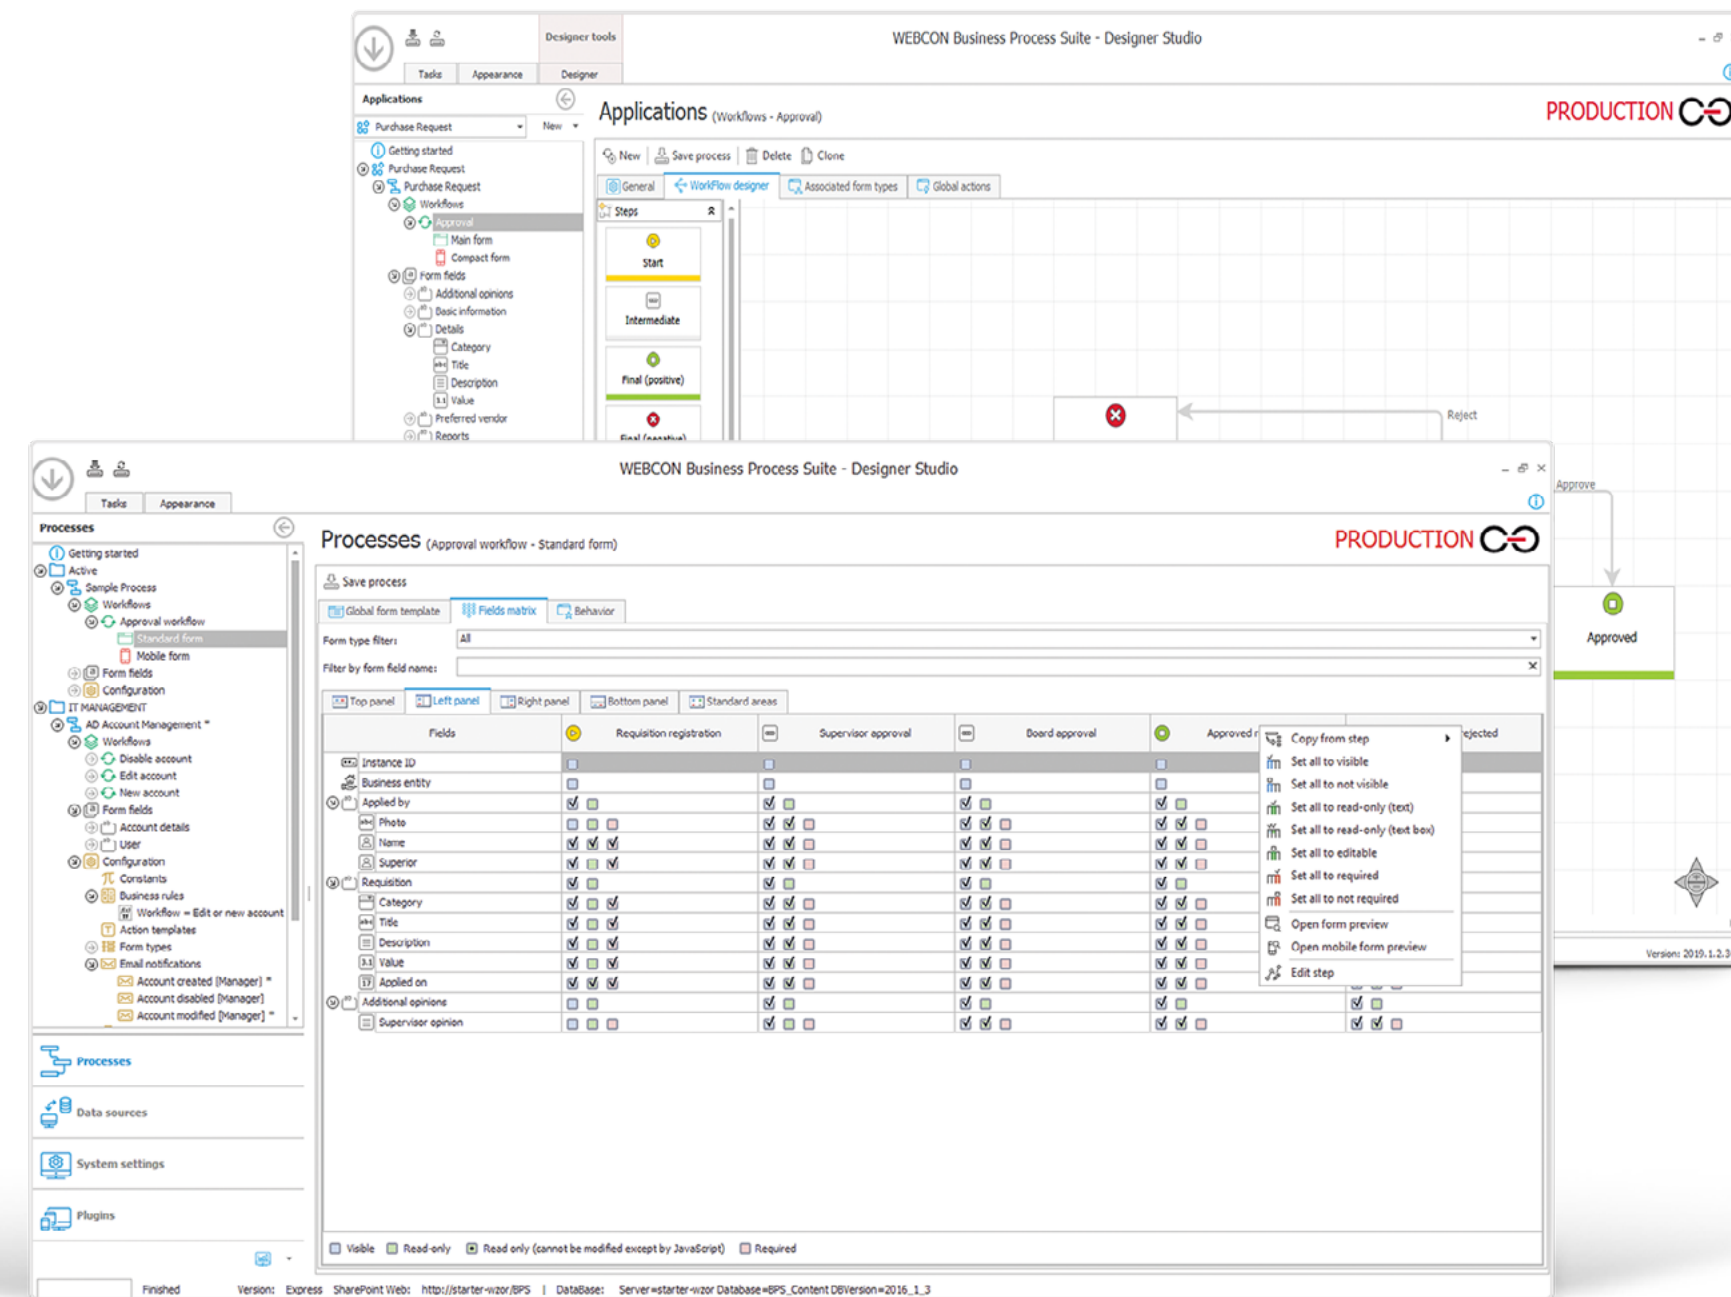 Designer tools
WEBCON Business Process Suite - Designer Studio
Tasks
Appearance
Designer
Applications
Purchase Request
New
Getting started
Purchase Request
Purchase Request
Workflows
Approval
Main form
Compact form
Form fields
Additional opinions
Basic information
Details
Category
Title
Description
Value
Preferred vendor
Reports
Applications (Workflows - Approval)
PRODUCTION
New
Save process
Delete
Clone
General
WorkFlow designer
Associated form types
Global actions
Steps
Start
Intermediate
Final (positive)
Final (negative)
Reject
Approve
Approved
Version: 2019.1.2.3
WEBCON Business Process Suite - Designer Studio
Tasks
Appearance
Processes
Getting started
Active
Sample Process
Workflows
Approval workflow
Standard form
Mobile form
Form fields
Configuration
IT MANAGEMENT
AD Account Management *
Workflows
Disable account
Edit account
New account
Form fields
Account details
User
Configuration
Constants
Business rules
Workflow = Edit or new account
Action templates
Form types
Email notifications
Account created [Manager] *
Account disabled [Manager]
Account modified [Manager] *
Processes
Data sources
System settings
Plugins
Processes (Approval workflow - Standard form)
PRODUCTION
Save process
Global form template
Fields matrix
Behavior
Form type filter:
All
Filter by form field name:
Top panel
Left panel
Right panel
Bottom panel
Standard areas
Fields
Requisition registration
Supervisor approval
Board approval
Approved r
ejected
Instance ID
Business entity
Applied by
Photo
Name
Superior
Requisition
Category
Title
Description
Value
Applied on
Additional opinions
Supervisor opinion
Copy from step
Set all to visible
Set all to not visible
Set all to read-only (text)
Set all to read-only (text box)
Set all to editable
Set all to required
Set all to not required
Open form preview
Open mobile form preview
Edit step
Visible
Read-only
Read only (cannot be modified except by JavaScript)
Required
Finished
Version: Express SharePoint Web: http://starter-wzor/BPS | DataBase: Server=starter-wzor Database=BPS_Content DBVersion=2016_1_3